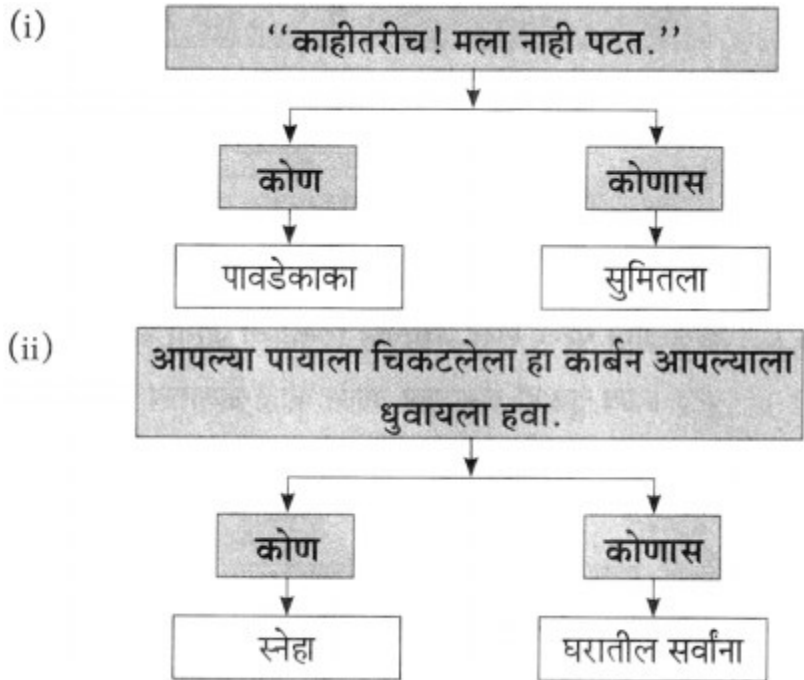 (i)
‘‘काहीतरीच! मला नाही पटत.’’
कोण
कोणास
पावडेकाका
सुमितला
(ii)
आपल्या पायाला चिकटलेला हा कार्बन आपल्याला
धुवायला हवा.
कोण
कोणास
स्नेहा
घरातील सर्वांना